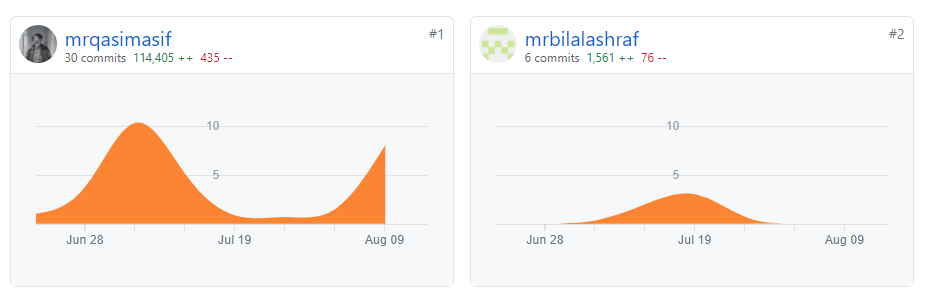 mrqasimasif
#1
30 commits 114,405 ++ 435 --
10
5
Jun 28 Jul 19 Aug 09
mrbilalashraf
#2
6 commits 1,561 ++ 76 --
10
5
Jun 28 Jul 19 Aug 09